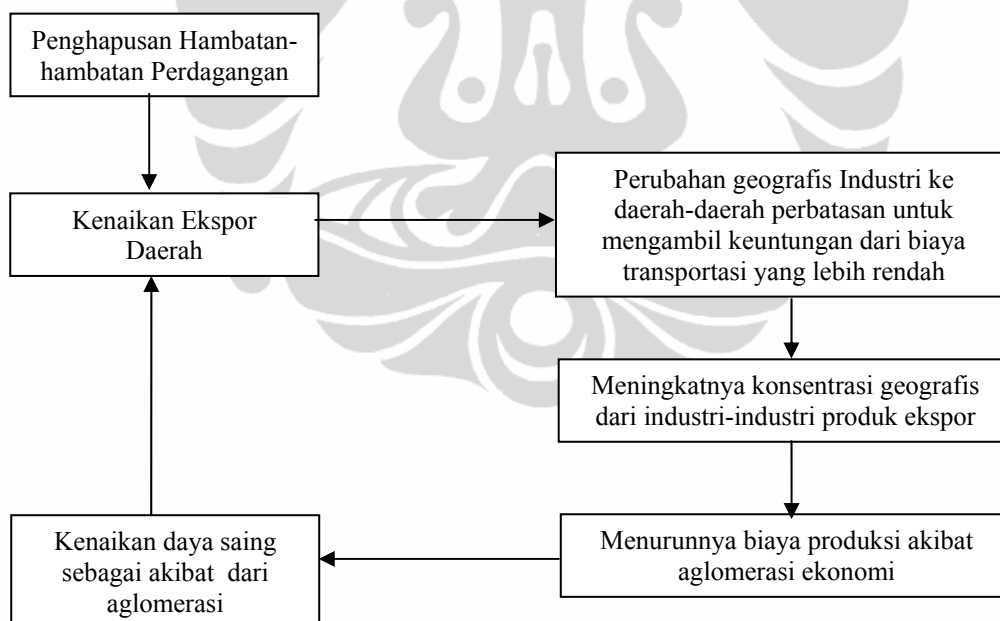 Penghapusan Hambatan-
hambatan Perdagangan
Kenaikan Ekspor
Daerah
Perubahan geografis Industri ke
daerah-daerah perbatasan untuk
mengambil keuntungan dari biaya
transportasi yang lebih rendah
Meningkatnya konsentrasi geografis
dari industri-industri produk ekspor
Menurunnya biaya produksi akibat
aglomerasi ekonomi
Kenaikan daya saing
sebagai akibat dari
aglomerasi